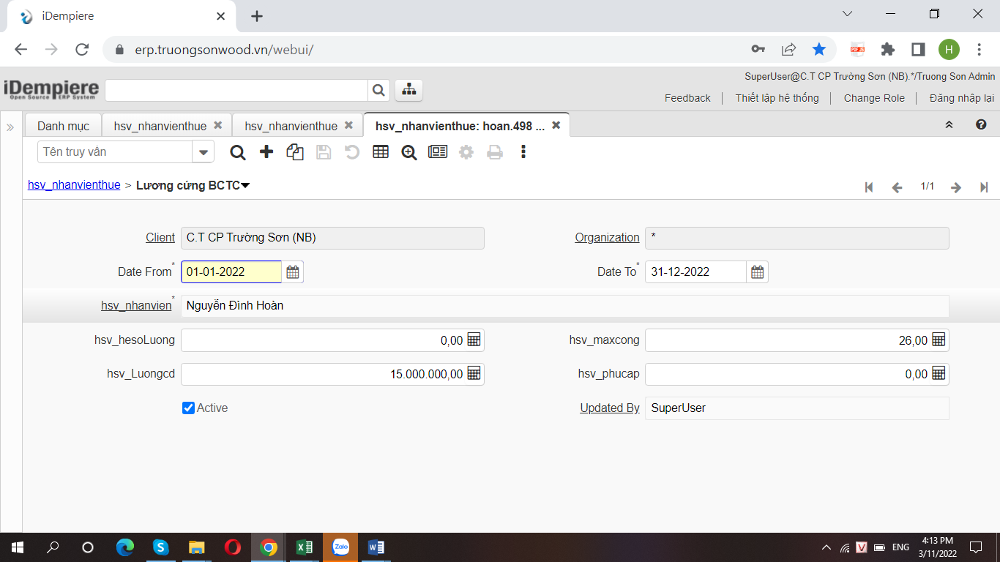 iDempiere
erp.truongsonwood.vn/webui/
PDF JS
H
iDempiere
Open Source ERP System
SuperUser@C.T CP Trường Sơn (NB).*/Truong Son Admin
Feedback
Thiết lập hệ thống
Change Role
Đăng nhập lại
Danh mục
hsv_nhanvienthue
hsv_nhanvienthue
hsv_nhanvienthue: hoan.498 ...
Tên truy vấn
hsv_nhanvienthue > Lương cứng BCTC
1/1
Client
C.T CP Trường Sơn (NB)
Organization
*
Date From*
01-01-2022
Date To*
31-12-2022
hsv_nhanvien*
Nguyễn Đình Hoàn
hsv_hesoLuong
0,00
hsv_maxcong
26,00
hsv_Luongcd
15.000.000,00
hsv_phucap
0,00
Active
Updated By
SuperUser
Zalo
ENG
4:13 PM
3/11/2022